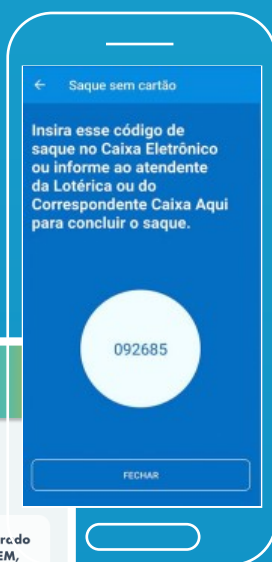 ← Saque sem cartão
Insira esse código de
saque no Caixa Eletrônico
ou informe ao atendente
da Lotérica ou do
Correspondente Caixa Aqui
para concluir o saque.
092685
FECHAR
EM,